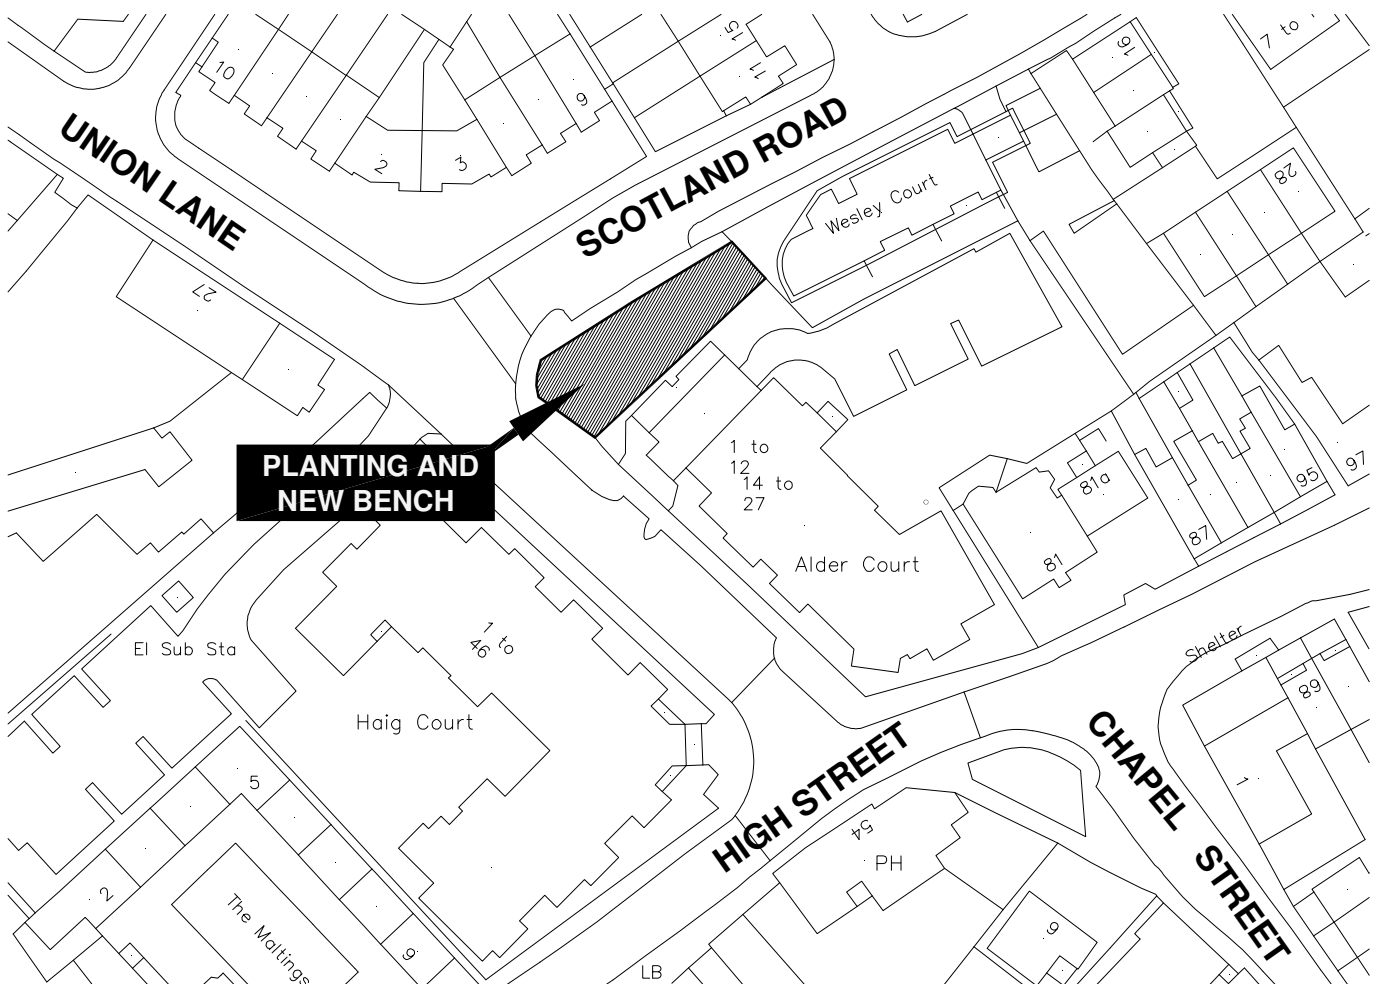 15
16
7 to
10
11
9
2
3
UNION LANE
SCOTLAND ROAD
Wesley Court
28
27
PLANTING AND
NEW BENCH
1 to
12
14 to
27
Alder Court
81a
81
87
95
97
El Sub Sta
1 to
46
Haig Court
Shelter
89
5
HIGH STREET
CHAPEL STREET
1
54
PH
2
The Maltings
9
9
LB